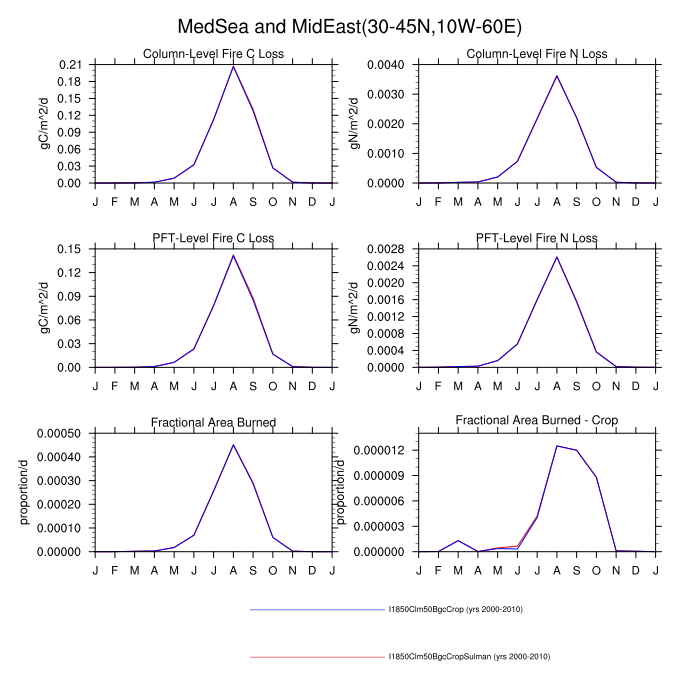 MedSea and MidEast(30-45N,10W-60E)
Column-Level Fire C Loss
gC/m^2/d
0.21
0.18
0.15
0.12
0.09
0.06
0.03
0.00
J F M A M J J A S O N D J
Column-Level Fire N Loss
gN/m^2/d
0.0040
0.0030
0.0020
0.0010
0.0000
J F M A M J J A S O N D J
PFT-Level Fire C Loss
gC/m^2/d
0.15
0.12
0.09
0.06
0.03
0.00
J F M A M J J A S O N D J
PFT-Level Fire N Loss
gN/m^2/d
0.0028
0.0024
0.0020
0.0016
0.0012
0.0008
0.0004
0.0000
J F M A M J J A S O N D J
Fractional Area Burned
proportion/d
0.00050
0.00040
0.00030
0.00020
0.00010
0.00000
J F M A M J J A S O N D J
Fractional Area Burned - Crop
proportion/d
0.000012
0.000009
0.000006
0.000003
0.000000
J F M A M J J A S O N D J
I1850Clm50BgcCrop (yrs 2000-2010)
I1850Clm50BgcCropSulman (yrs 2000-2010)